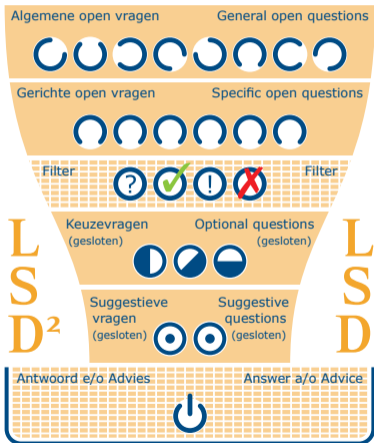 Algemene open vragen General open questions
Gerichte open vragen Specific open questions
Filter Filter
? !
Keuzevragen Optional questions
(gesloten) (gesloten)
L L
S S
D² D
Suggestieve Suggestive
vragen questions
(gesloten) (gesloten)
Antwoord e/o Advies Answer a/o Advice